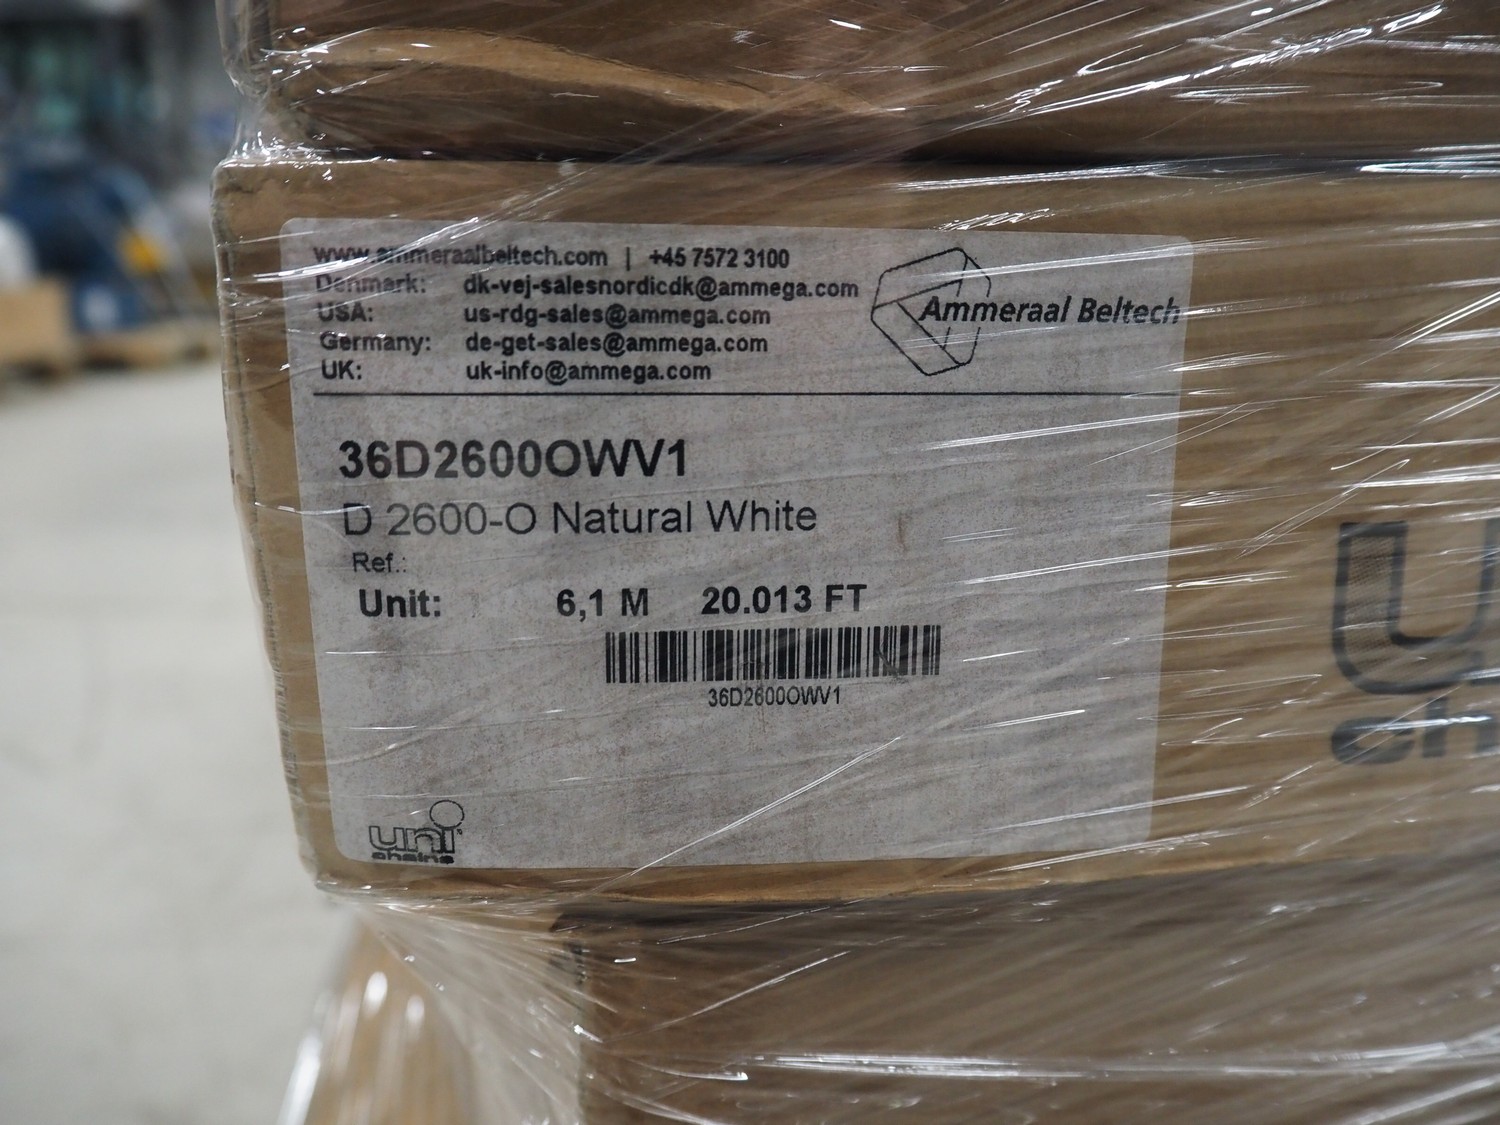 www.ammeraalbeltech.com | +45 7572 3100
Denmark: dk-vej-salesnordicdk@ammega.com
USA: us-rdg-sales@ammega.com
Germany: de-get-sales@ammega.com
UK: uk-info@ammega.com
Ammeraal Beltech
36D2600OWV1
D 2600-O Natural White
Ref.:
Unit: 6,1 M 20.013 FT
36D2600OWV1
uni
chains